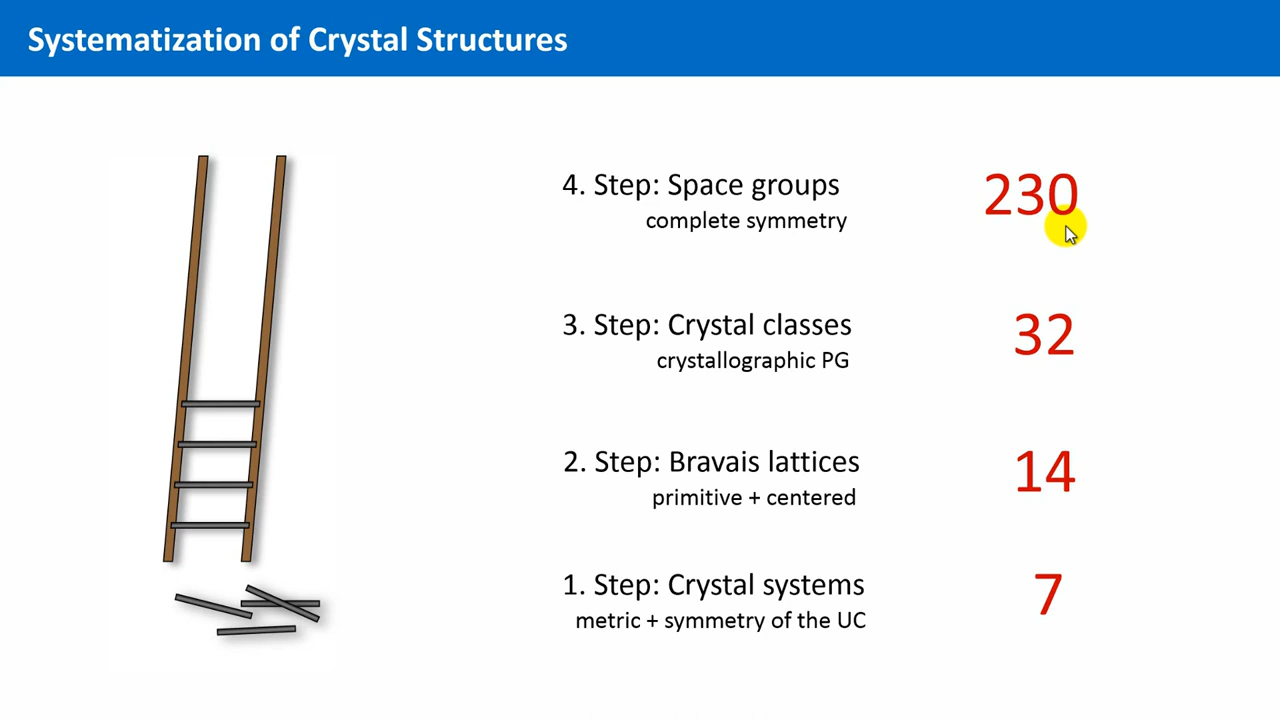 Systematization of Crystal Structures
4. Step: Space groups
complete symmetry
230
3. Step: Crystal classes
crystallographic PG
32
2. Step: Bravais lattices
primitive + centered
14
1. Step: Crystal systems
metric + symmetry of the UC
7